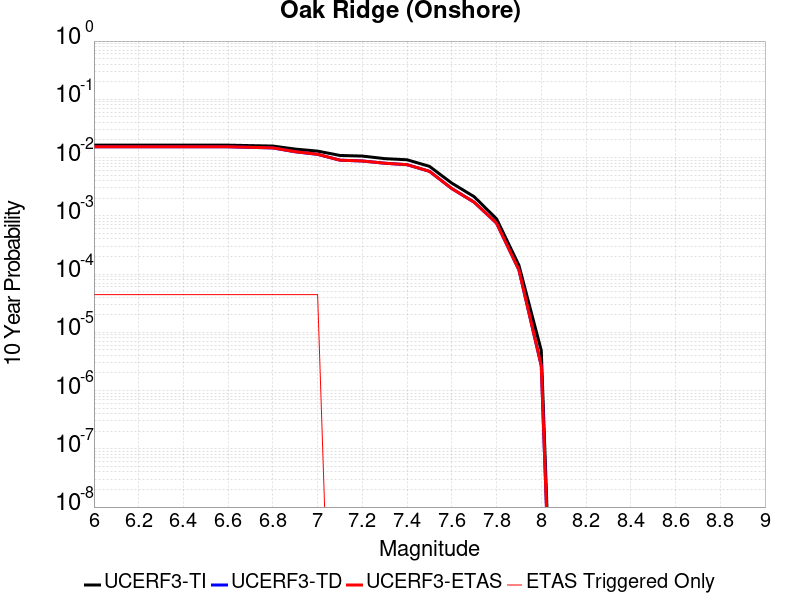 Oak Ridge (Onshore)
10^0
10^-1
10^-2
10^-3
10^-4
10^-5
10^-6
10^-7
10^-8
10 Year Probability
6 6.2 6.4 6.6 6.8 7 7.2 7.4 7.6 7.8 8 8.2 8.4 8.6 8.8 9
Magnitude
UCERF3-TI UCERF3-TD UCERF3-ETAS ETAS Triggered Only